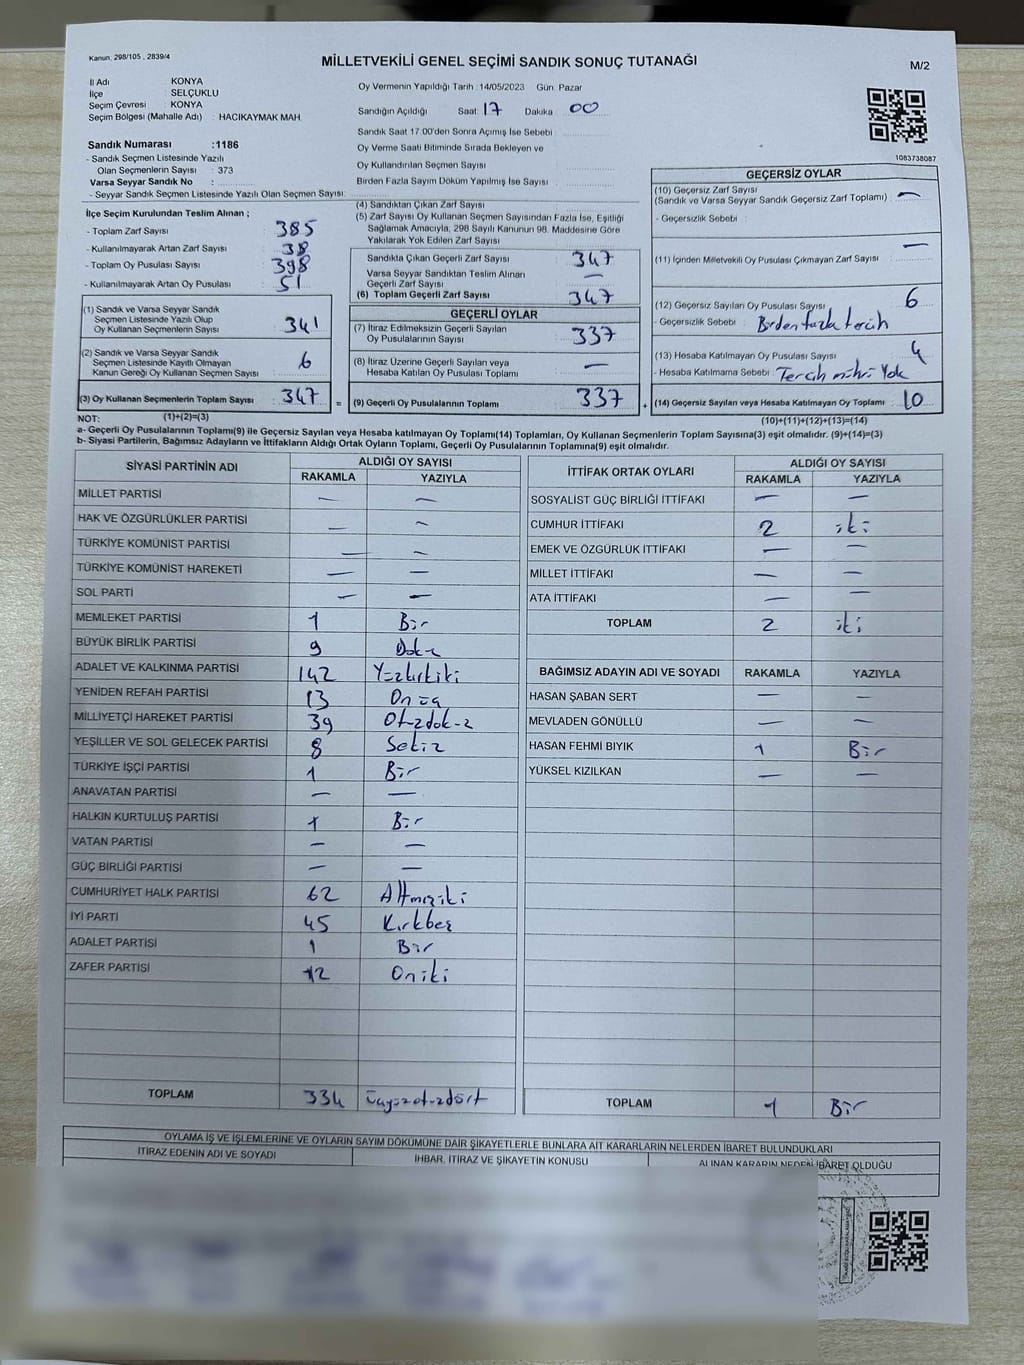 Kanun, 298/105 , 2839/4
MİLLETVEKİLİ GENEL SEÇİMİ SANDIK SONUÇ TUTANAĞI
M/2
İl Adı : KONYA
İlçe : SELÇUKLU
Seçim Çevresi : KONYA
Seçim Bölgesi (Mahalle Adı) : HACIKAYMAK MAH.
Sandık Numarası :1186
- Sandık Seçmen Listesinde Yazılı
Olan Seçmenlerin Sayısı : 373
Varsa Seyyar Sandık No :
- Seyyar Sandık Seçmen Listesinde Yazılı Olan Seçmen Sayısı:
Oy Vermenin Yapıldığı Tarih :14/05/2023 Gün: Pazar
Sandığın Açıldığı Saat: 17 Dakika : 00
Sandık Saat 17.00'den Sonra Açımış İse Sebebi :
Oy Verme Saati Bitiminde Sırada Bekleyen ve
Oy Kullandırılan Seçmen Sayısı :
Birden Fazla Sayım Döküm Yapılmış İse Sayısı :
1083738087
İlçe Seçim Kurulundan Teslim Alınan ;
- Toplam Zarf Sayısı : 385
- Kullanılmayarak Artan Zarf Sayısı : 38
- Toplam Oy Pusulası Sayısı : 398
- Kullanılmayarak Artan Oy Pusulası : 51
(1) Sandık ve Varsa Seyyar Sandık
Seçmen Listesinde Yazılı Olup
Oy Kullanan Seçmenlerin Sayısı : 341
(2) Sandık ve Varsa Seyyar Sandık
Seçmen Listesinde Kayıtlı Olmayan
Kanun Gereği Oy Kullanan Seçmen Sayısı : 6
(3) Oy Kullanan Seçmenlerin Toplam Sayısı : 347
(4) Sandıktan Çıkan Zarf Sayısı :
(5) Zarf Sayısı Oy Kullanan Seçmen Sayısından Fazla İse, Eşitliği
Sağlamak Amacıyla, 298 Sayılı Kanunun 98. Maddesine Göre
Yakılarak Yok Edilen Zarf Sayısı :
Sandıkta Çıkan Geçerli Zarf Sayısı : 347
Varsa Seyyar Sandıktan Teslim Alınan
Geçerli Zarf Sayısı : —
(6) Toplam Geçerli Zarf Sayısı : 347
GEÇERLİ OYLAR
(7) İtiraz Edilmeksizin Geçerli Sayılan
Oy Pusulalarının Sayısı : 337
(8) İtiraz Üzerine Geçerli Sayılan veya
Hesaba Katılan Oy Pusulası Toplamı : —
= (9) Geçerli Oy Pusulalarının Toplamı : 337
GEÇERSİZ OYLAR
(10) Geçersiz Zarf Sayısı
(Sandık ve Varsa Seyyar Sandık Geçersiz Zarf Toplamı) : —
- Geçersizlik Sebebi :
(11) İçinden Milletvekili Oy Pusulası Çıkmayan Zarf Sayısı : —
(12) Geçersiz Sayılan Oy Pusulası Sayısı : 6
- Geçersizlik Sebebi : Birden fazla tercih
(13) Hesaba Katılmayan Oy Pusulası Sayısı : 4
- Hesaba Katılmama Sebebi : Tercih mührü Yok
+ (14) Geçersiz Sayılan veya Hesaba Katılmayan Oy Toplamı : 10
NOT: (1)+(2)=(3)
(10)+(11)+(12)+(13)=(14)
a- Geçerli Oy Pusulalarının Toplamı(9) ile Geçersiz Sayılan veya Hesaba katılmayan Oy Toplamı(14) Toplamları, Oy Kullanan Seçmenlerin Toplam Sayısına(3) eşit olmalıdır. (9)+(14)=(3)
b- Siyasi Partilerin, Bağımsız Adayların ve İttifakların Aldığı Ortak Oyların Toplamı, Geçerli Oy Pusulalarının Toplamına(9) eşit olmalıdır.
SİYASİ PARTİNİN ADI ALDIĞI OY SAYISI
RAKAMLA YAZIYLA
MİLLET PARTİSİ — —
HAK VE ÖZGÜRLÜKLER PARTİSİ — —
TÜRKİYE KOMÜNİST PARTİSİ — —
TÜRKİYE KOMÜNİST HAREKETİ — —
SOL PARTİ — —
MEMLEKET PARTİSİ 1 Bir
BÜYÜK BİRLİK PARTİSİ 9 Dokuz
ADALET VE KALKINMA PARTİSİ 142 Yüzkırkiki
YENİDEN REFAH PARTİSİ 13 Onüç
MİLLİYETÇİ HAREKET PARTİSİ 39 Otuzdokuz
YEŞİLLER VE SOL GELECEK PARTİSİ 8 Sekiz
TÜRKİYE İŞÇİ PARTİSİ 1 Bir
ANAVATAN PARTİSİ — —
HALKIN KURTULUŞ PARTİSİ 1 Bir
VATAN PARTİSİ — —
GÜÇ BİRLİĞİ PARTİSİ — —
CUMHURİYET HALK PARTİSİ 62 Altmışiki
İYİ PARTİ 45 Kırkbeş
ADALET PARTİSİ 1 Bir
ZAFER PARTİSİ 12 Oniki
TOPLAM 334 üçyüzotuzdört
İTTİFAK ORTAK OYLARI ALDIĞI OY SAYISI
RAKAMLA YAZIYLA
SOSYALİST GÜÇ BİRLİĞİ İTTİFAKI — —
CUMHUR İTTİFAKI 2 iki
EMEK VE ÖZGÜRLÜK İTTİFAKI — —
MİLLET İTTİFAKI — —
ATA İTTİFAKI — —
TOPLAM 2 iki
BAĞIMSIZ ADAYIN ADI VE SOYADI RAKAMLA YAZIYLA
HASAN ŞABAN SERT — —
MEVLADEN GÖNÜLLÜ — —
HASAN FEHMİ BIYIK 1 Bir
YÜKSEL KIZILKAN — —
TOPLAM 1 Bir
OYLAMA İŞ VE İŞLEMLERİNE VE OYLARIN SAYIM DÖKÜMÜNE DAİR ŞİKAYETLERLE BUNLARA AİT KARARLARIN NELERDEN İBARET BULUNDUKLARI
İTİRAZ EDENİN ADI VE SOYADI
İHBAR, İTİRAZ VE ŞİKAYETİN KONUSU
ALINAN KARARIN NEDEN İBARET OLDUĞU